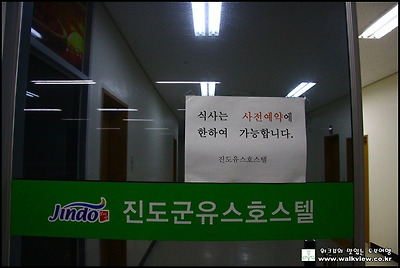 식사는 사전예약에
한하여 가능합니다.
진도유스호스텔
Jindo 진도군유스호스텔
www.walkview.co.kr